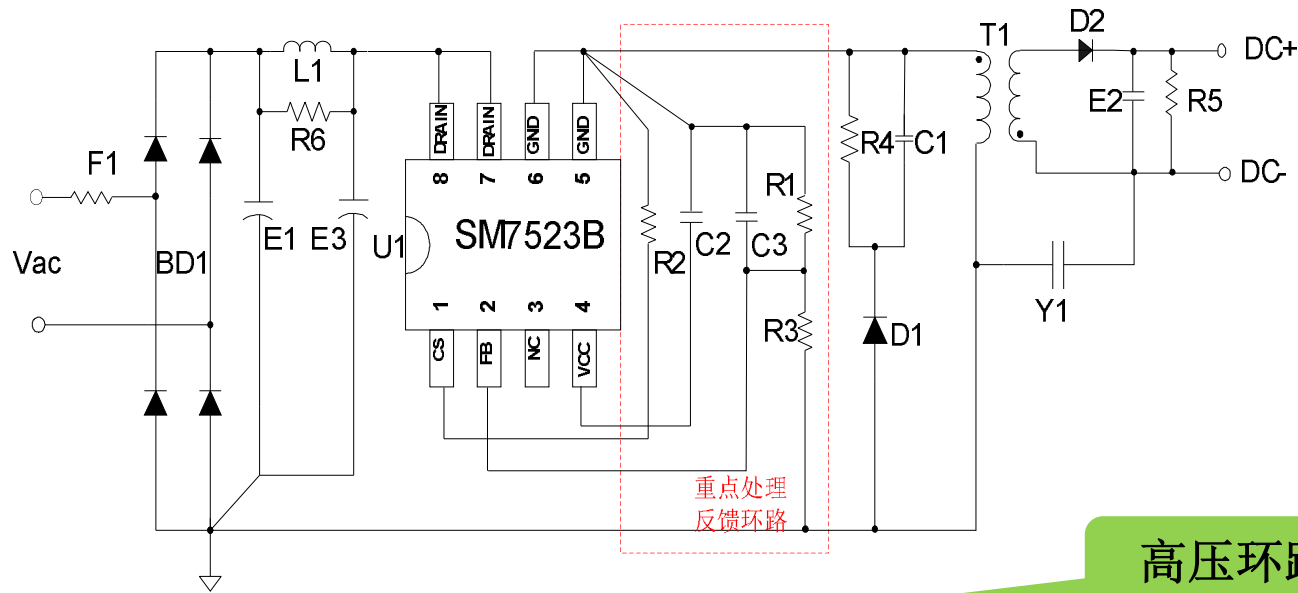 F1
Vac
BD1
L1
R6
E1
E3
U1
DRAIN
DRAIN
GND
GND
8
7
6
5
SM7523B
1
2
3
4
CS
FB
NC
VCC
R2
C2
C3
R1
R3
重点处理
反馈环路
R4
C1
D1
T1
D2
E2
R5
DC+
DC-
Y1
高压环路